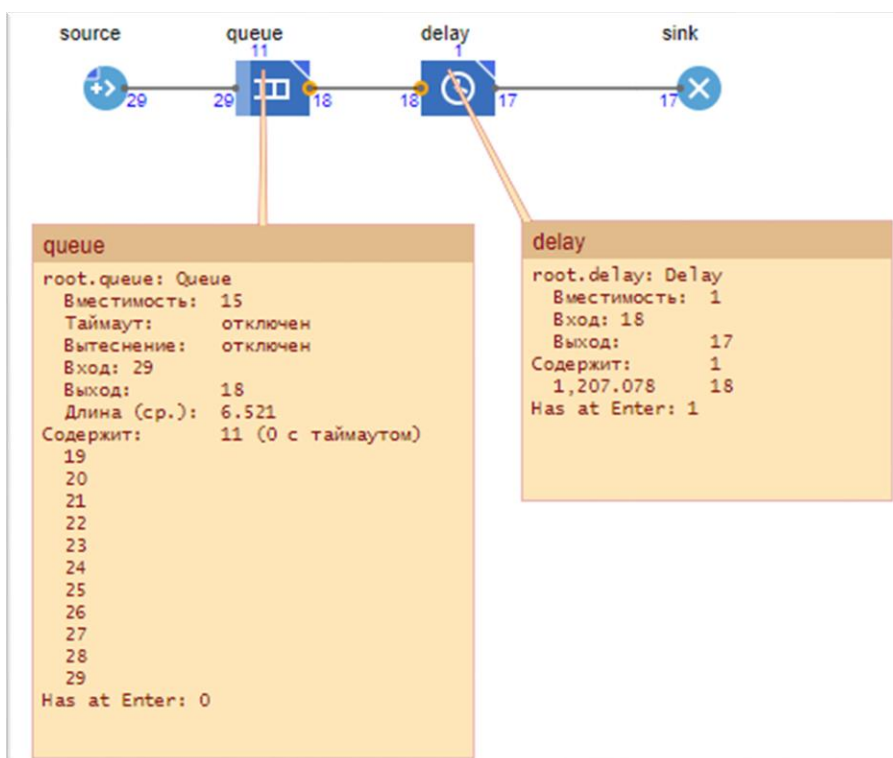 source queue delay sink
11 1
29 29 18 18 17 17
queue
root.queue: Queue
Вместимость: 15
Таймаут: отключен
Вытеснение: отключен
Вход: 29
Выход: 18
Длина (ср.): 6.521
Содержит: 11 (0 с таймаутом)
19
20
21
22
23
24
25
26
27
28
29
Has at Enter: 0
delay
root.delay: Delay
Вместимость: 1
Вход: 18
Выход: 17
Содержит: 1
1,207.078 18
Has at Enter: 1